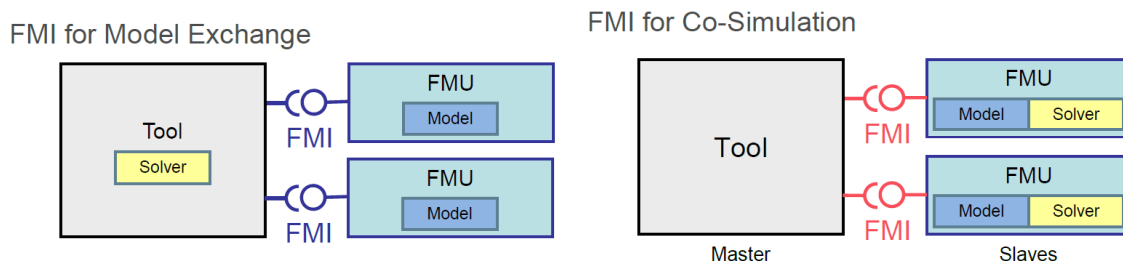 FMI for Model Exchange
Tool
Solver
FMI
FMU
Model
FMI
FMU
Model
FMI for Co-Simulation
Tool
Master
FMI
FMU
Model Solver
FMI
FMU
Model Solver
Slaves